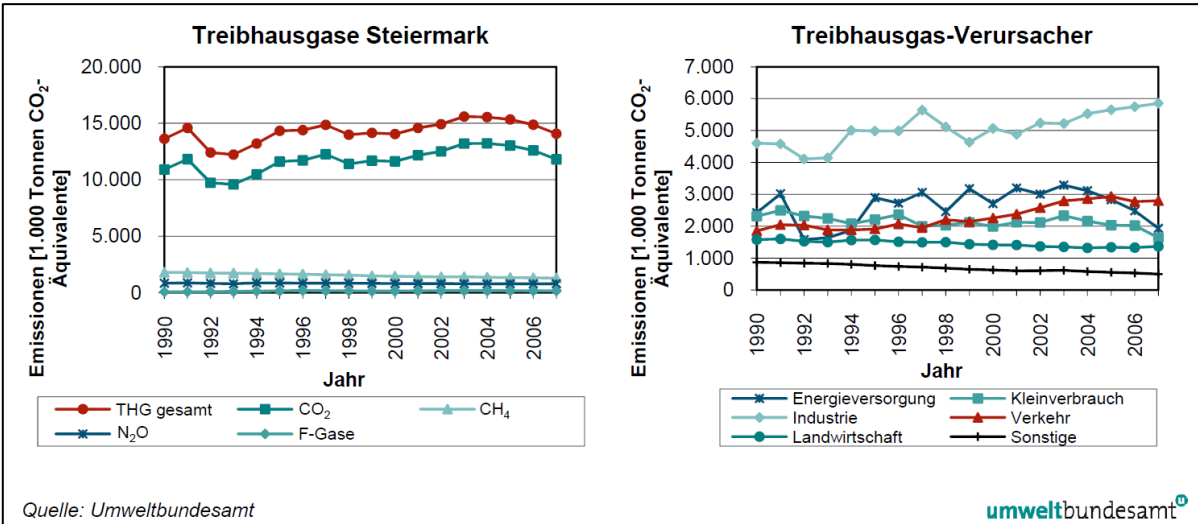 Treibhausgase Steiermark
Emissionen [1.000 Tonnen CO₂-
Äquivalente]
20.000
15.000
10.000
5.000
0
1990
1992
1994
1996
1998
2000
2002
2004
2006
Jahr
THG gesamt
CO₂
CH₄
N₂O
F-Gase
Treibhausgas-Verursacher
Emissionen [1.000 Tonnen CO₂-
Äquivalente]
7.000
6.000
5.000
4.000
3.000
2.000
1.000
0
1990
1992
1994
1996
1998
2000
2002
2004
2006
Jahr
Energieversorgung
Kleinverbrauch
Industrie
Verkehr
Landwirtschaft
Sonstige
Quelle: Umweltbundesamt
umweltbundesamt u